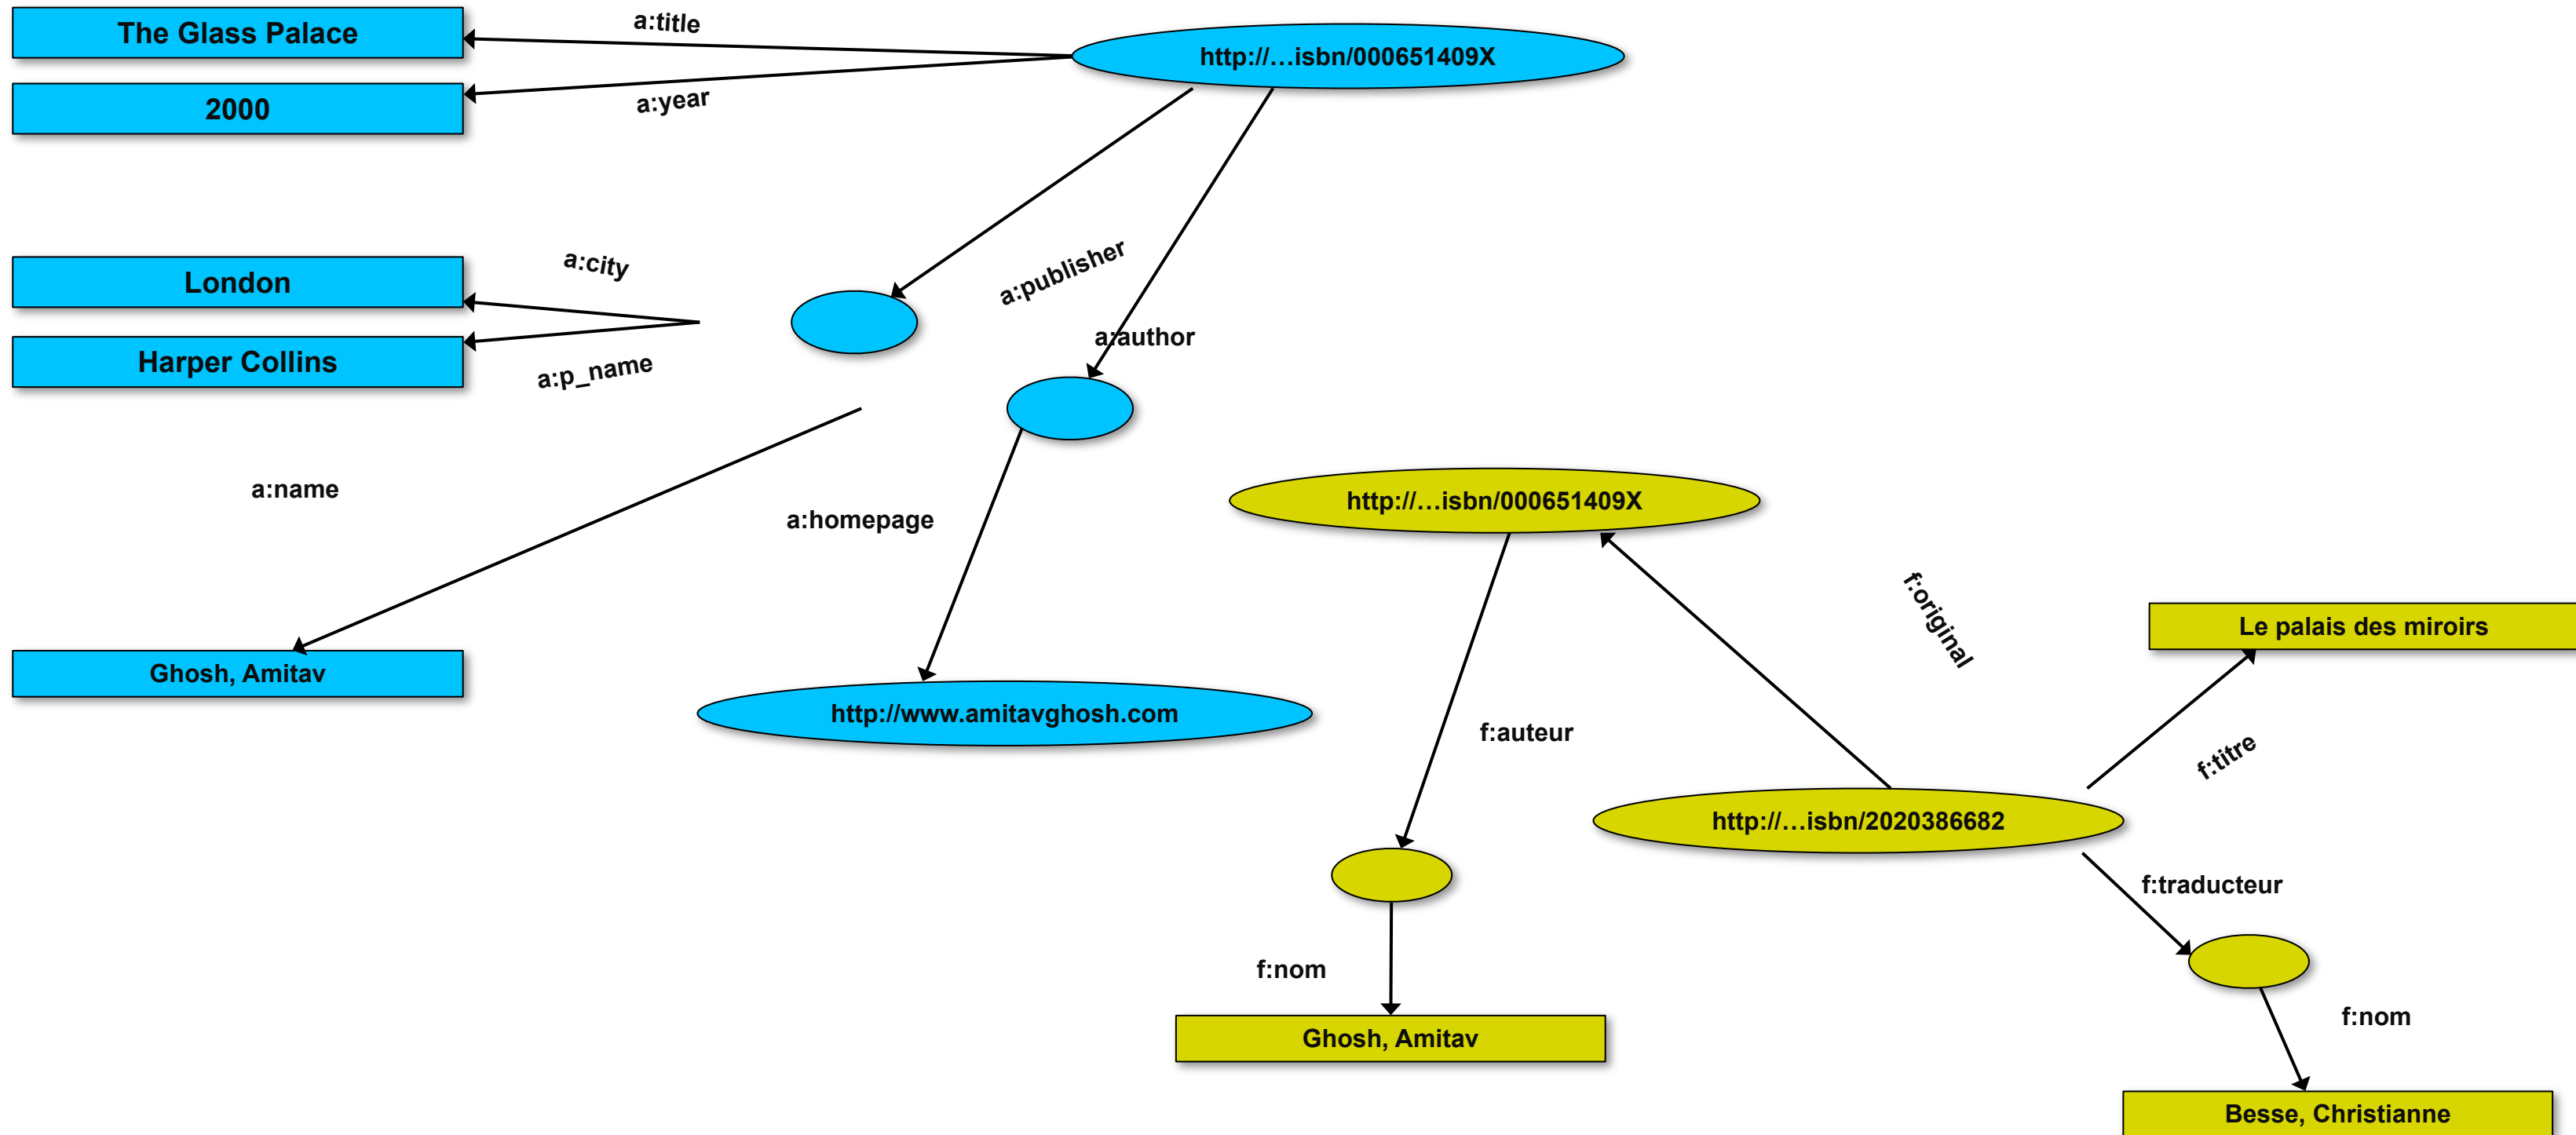 The Glass Palace
a:title
http://…isbn/000651409X
2000
a:year
London
a:city
a:publisher
Harper Collins
a:p_name
a:author
a:name
a:homepage
http://…isbn/000651409X
f:original
Le palais des miroirs
Ghosh, Amitav
http://www.amitavghosh.com
f:auteur
f:titre
http://…isbn/2020386682
f:traducteur
f:nom
f:nom
Ghosh, Amitav
Besse, Christianne